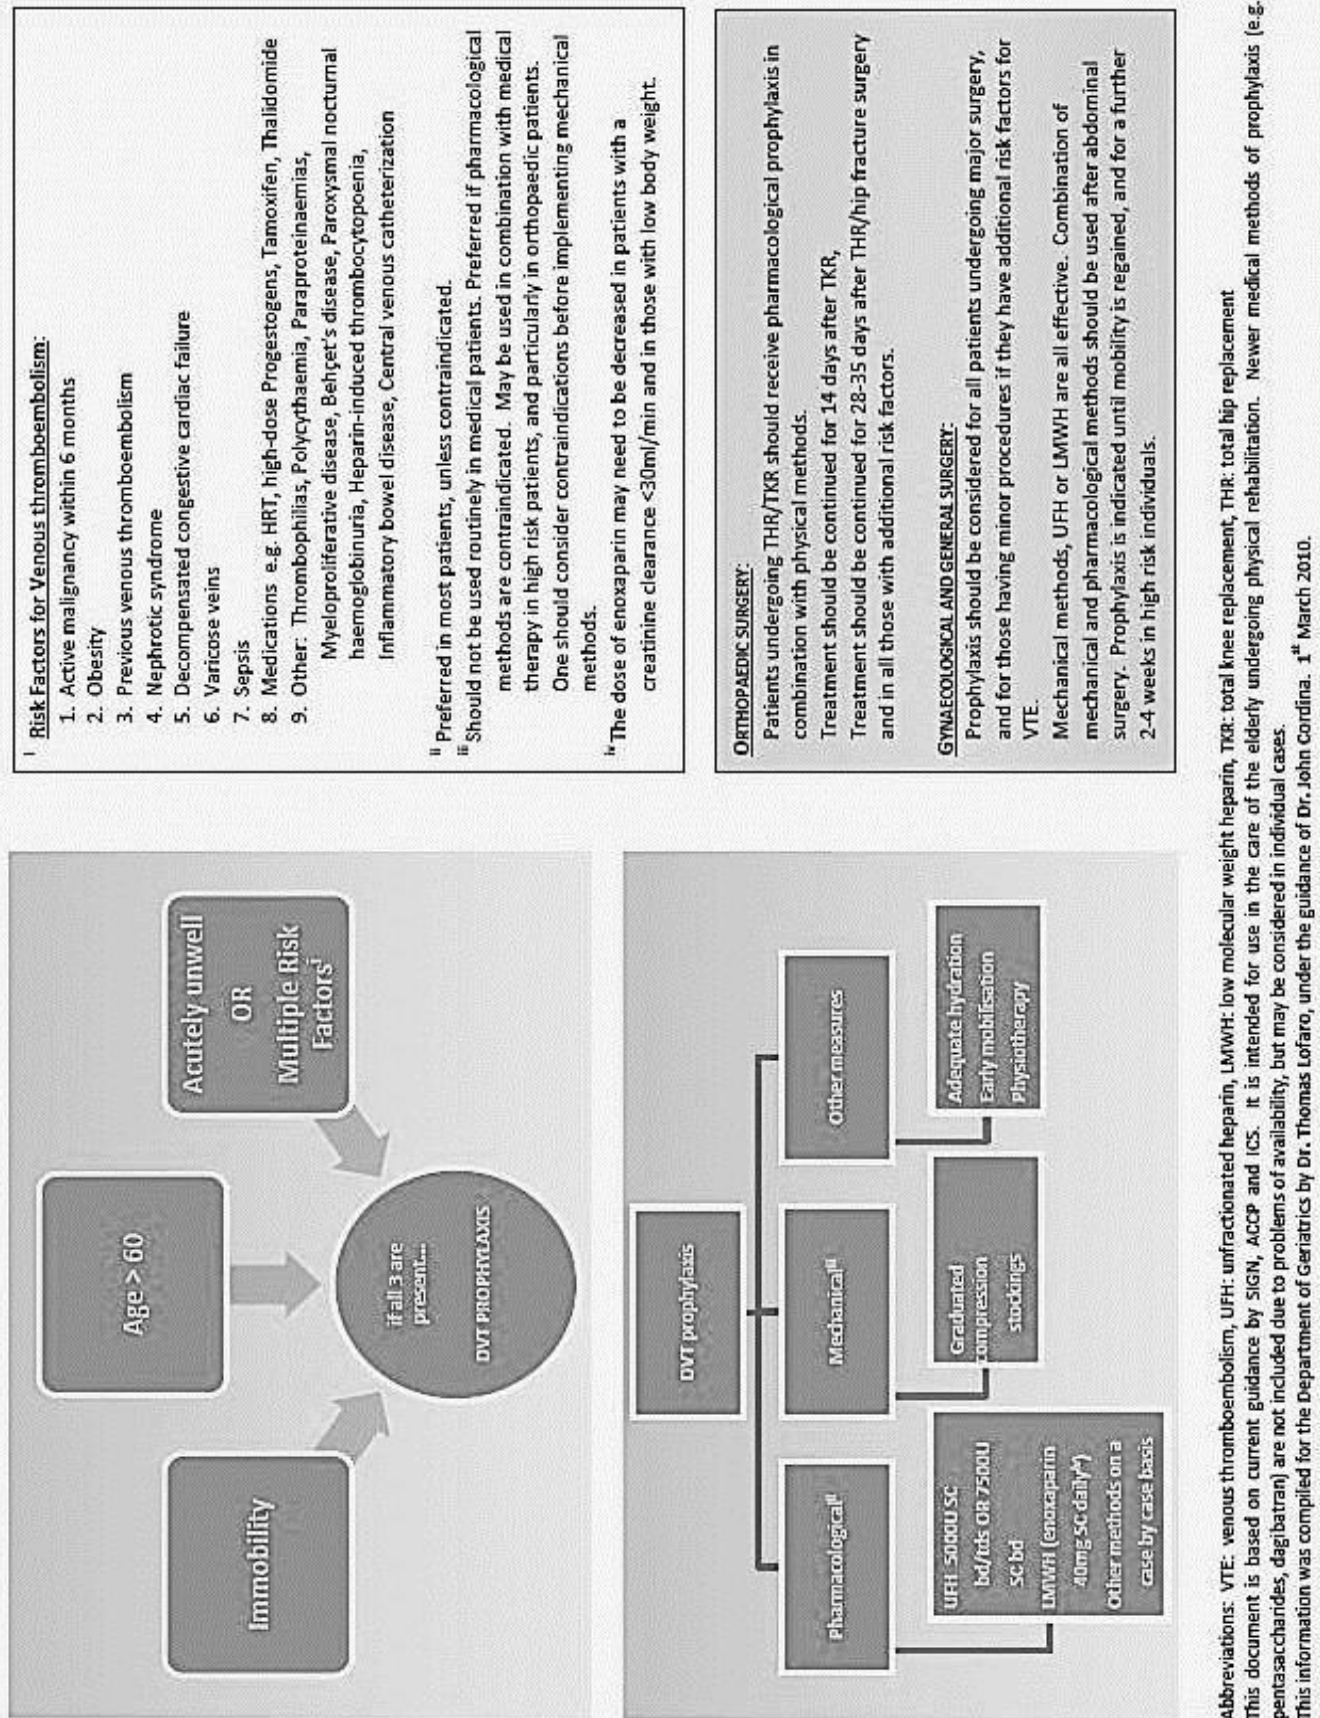 Immobility
Age > 60
Acutely unwell
OR
Multiple Risk
Factorsⁱ
if all 3 are
present...
DVT PROPHYLAXIS
DVT prophylaxis
Pharmacologicalⁱⁱ
Mechanicalⁱⁱⁱ
Other measures
UFH 5000U SC
bd/tds OR 7500U
SC bd
LMWH (enoxaparin
40mg SC dailyⁱᵛ)
Other methods on a
case by case basis
Graduated
compression
stockings
Adequate hydration
Early mobilisation
Physiotherapy
ⁱ Risk Factors for Venous thromboembolism:
1. Active malignancy within 6 months
2. Obesity
3. Previous venous thromboembolism
4. Nephrotic syndrome
5. Decompensated congestive cardiac failure
6. Varicose veins
7. Sepsis
8. Medications e.g. HRT, high-dose Progestogens, Tamoxifen, Thalidomide
9. Other: Thrombophilias, Polycythaemia, Paraproteinaemias,
Myeloproliferative disease, Behçet's disease, Paroxysmal nocturnal
haemoglobinuria, Heparin-induced thrombocytopoenia,
Inflammatory bowel disease, Central venous catheterization
ⁱⁱ Preferred in most patients, unless contraindicated.
ⁱⁱⁱ Should not be used routinely in medical patients. Preferred if pharmacological
methods are contraindicated. May be used in combination with medical
therapy in high risk patients, and particularly in orthopaedic patients.
One should consider contraindications before implementing mechanical
methods.
ⁱᵛ The dose of enoxaparin may need to be decreased in patients with a
creatinine clearance <30ml/min and in those with low body weight.
ORTHOPAEDIC SURGERY:
Patients undergoing THR/TKR should receive pharmacological prophylaxis in
combination with physical methods.
Treatment should be continued for 14 days after TKR,
Treatment should be continued for 28-35 days after THR/hip fracture surgery
and in all those with additional risk factors.
GYNAECOLOGICAL AND GENERAL SURGERY:
Prophylaxis should be considered for all patients undergoing major surgery,
and for those having minor procedures if they have additional risk factors for
VTE.
Mechanical methods, UFH or LMWH are all effective. Combination of
mechanical and pharmacological methods should be used after abdominal
surgery. Prophylaxis is indicated until mobility is regained, and for a further
2-4 weeks in high risk individuals.
Abbreviations: VTE: venous thromboembolism, UFH: unfractionated heparin, LMWH: low molecular weight heparin, TKR: total knee replacement, THR: total hip replacement
This document is based on current guidance by SIGN, ACCP and ICS. It is intended for use in the care of the elderly undergoing physical rehabilitation. Newer medical methods of prophylaxis (e.g.
pentasaccharides, dagibatran) are not included due to problems of availability, but may be considered in individual cases.
This information was compiled for the Department of Geriatrics by Dr. Thomas Lofaro, under the guidance of Dr. John Cordina. 1ˢᵗ March 2010.